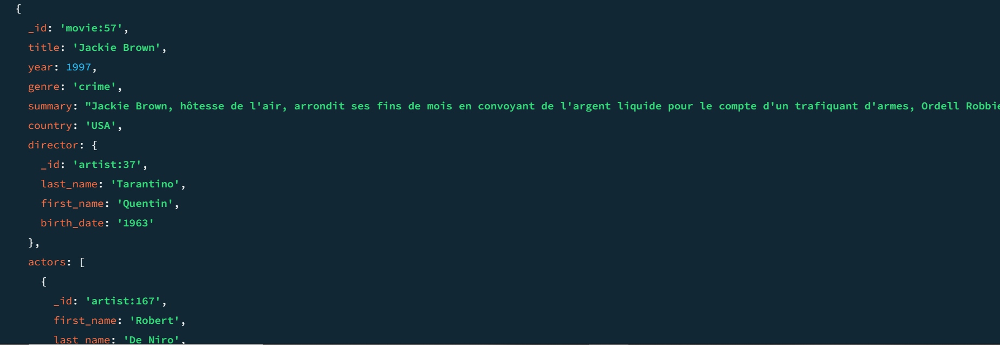 {
_id: 'movie:57',
title: 'Jackie Brown',
year: 1997,
genre: 'crime',
summary: "Jackie Brown, hôtesse de l'air, arrondit ses fins de mois en convoyant de l'argent liquide pour le compte d'un trafiquant d'armes, Ordell Robbie
country: 'USA',
director: {
_id: 'artist:37',
last_name: 'Tarantino',
first_name: 'Quentin',
birth_date: '1963'
},
actors: [
{
_id: 'artist:167',
first_name: 'Robert',
last_name: 'De Niro',